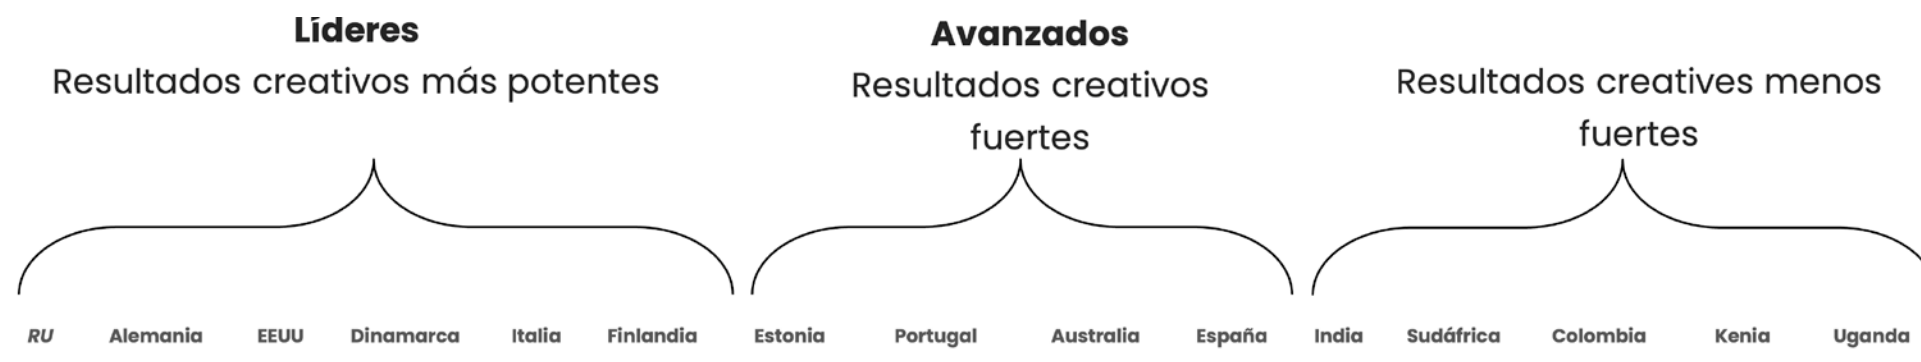 Líderes
Resultados creativos más potentes
Avanzados
Resultados creativos
fuertes
Resultados creatives menos
fuertes
RU Alemania EEUU Dinamarca Italia Finlandia Estonia Portugal Australia España India Sudáfrica Colombia Kenia Uganda